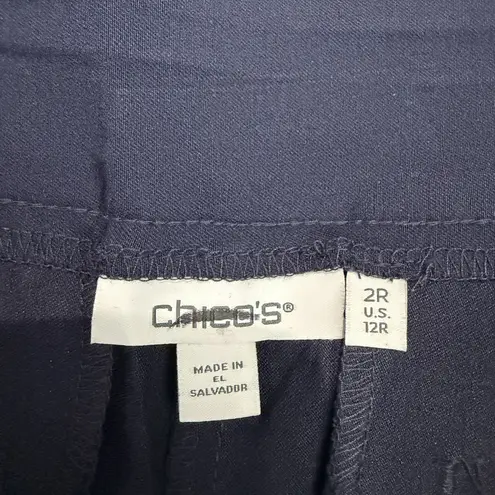 chico's®
2R
U.S.
12R
MADE IN
EL
SALVADOR